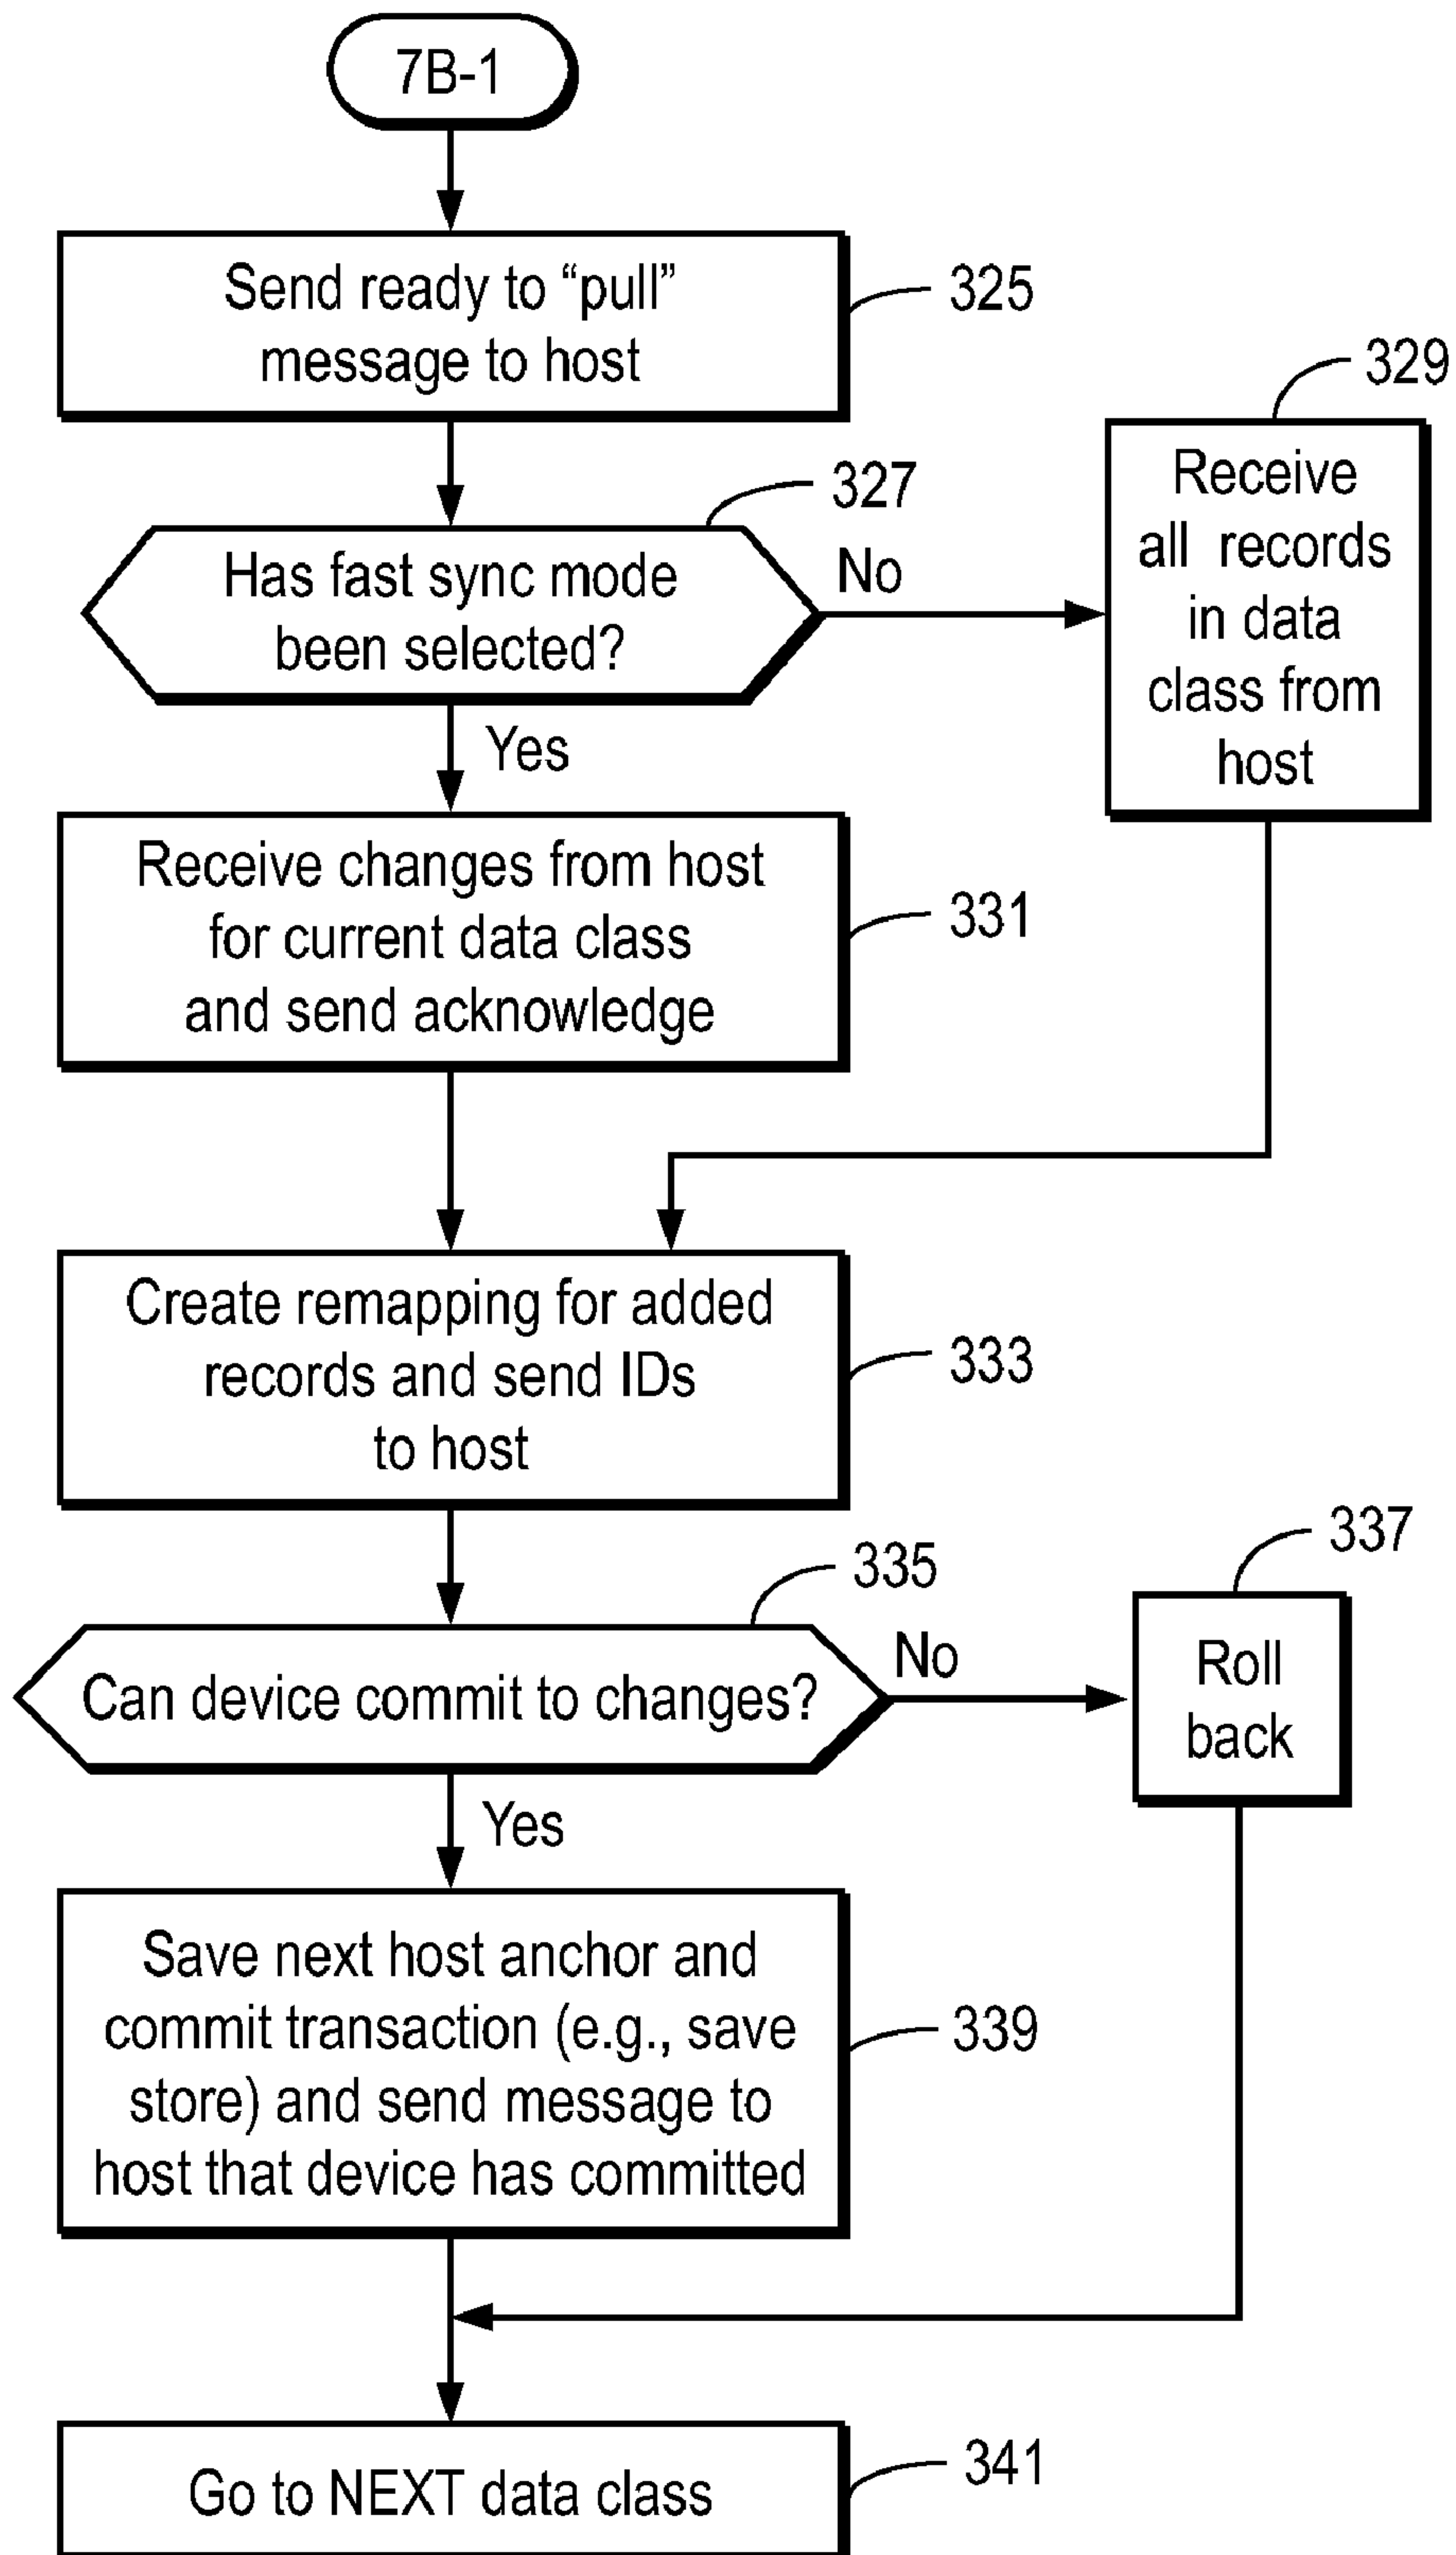 7B-1
Send ready to “pull”
message to host
325
327
Has fast sync mode
been selected?
No
329
Receive
all records
in data
class from
host
Yes
Receive changes from host
for current data class
and send acknowledge
331
Create remapping for added
records and send IDs
to host
333
335
Can device commit to changes?
No
337
Roll
back
Yes
Save next host anchor and
commit transaction (e.g., save
store) and send message to
host that device has committed
339
Go to NEXT data class
341